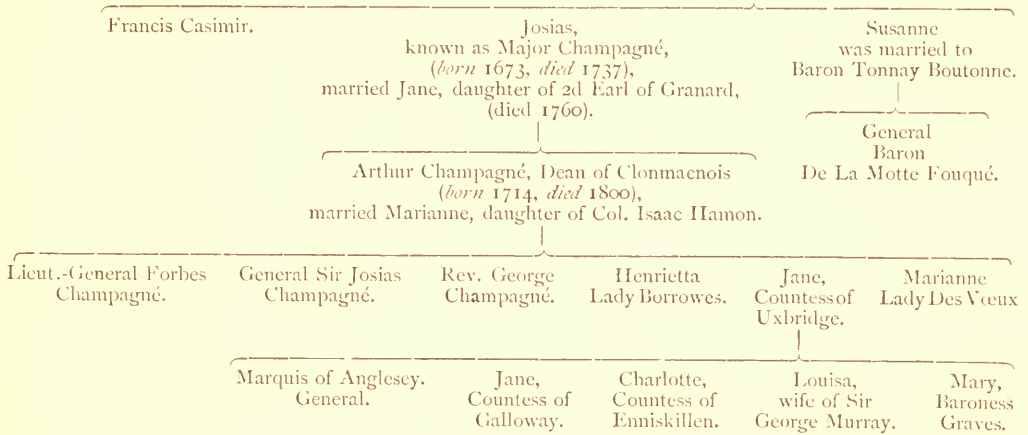 Francis Casimir.
Josias,
known as Major Champagné,
(born 1673, died 1737),
married Jane, daughter of 2d Earl of Granard,
(died 1760).
Susanne
was married to
Baron Tonnay Boutonne.
General
Baron
De La Motte Fouqué.
Arthur Champagné, Dean of Clonmacnois
(born 1714, died 1800),
married Marianne, daughter of Col. Isaac Hamon.
Lieut.-General Forbes
Champagné.
General Sir Josias
Champagné.
Rev. George
Champagné.
Henrietta
Lady Borrowes.
Jane,
Countess of
Uxbridge.
Marianne
Lady Des Vœux
Marquis of Anglesey.
General.
Jane,
Countess of
Galloway.
Charlotte,
Countess of
Enniskillen.
Louisa,
wife of Sir
George Murray.
Mary,
Baroness
Graves.